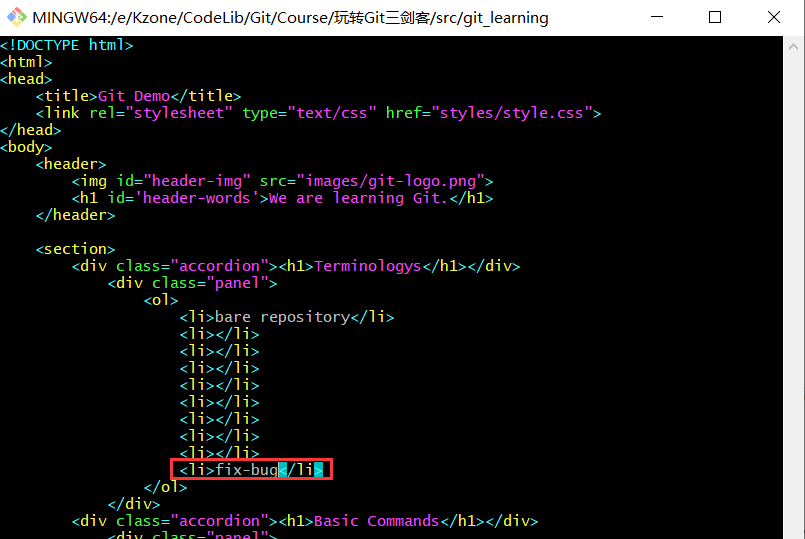 MINGW64:/e/Kzone/CodeLib/Git/Course/玩转Git三剑客/src/git_learning
<!DOCTYPE html>
<html>
<head>
    <title>Git Demo</title>
    <link rel="stylesheet" type="text/css" href="styles/style.css">
</head>
<body>
    <header>
        <img id="header-img" src="images/git-logo.png">
        <h1 id='header-words'>We are learning Git.</h1>
    </header>

    <section>
        <div class="accordion"><h1>Terminologys</h1></div>
            <div class="panel">
                <ol>
                    <li>bare repository</li>
                    <li></li>
                    <li></li>
                    <li></li>
                    <li></li>
                    <li></li>
                    <li></li>
                    <li></li>
                    <li></li>
                    <li>fix-bug</li>
                </ol>
            </div>
        <div class="accordion"><h1>Basic Commands</h1></div>
            <div class="panel">